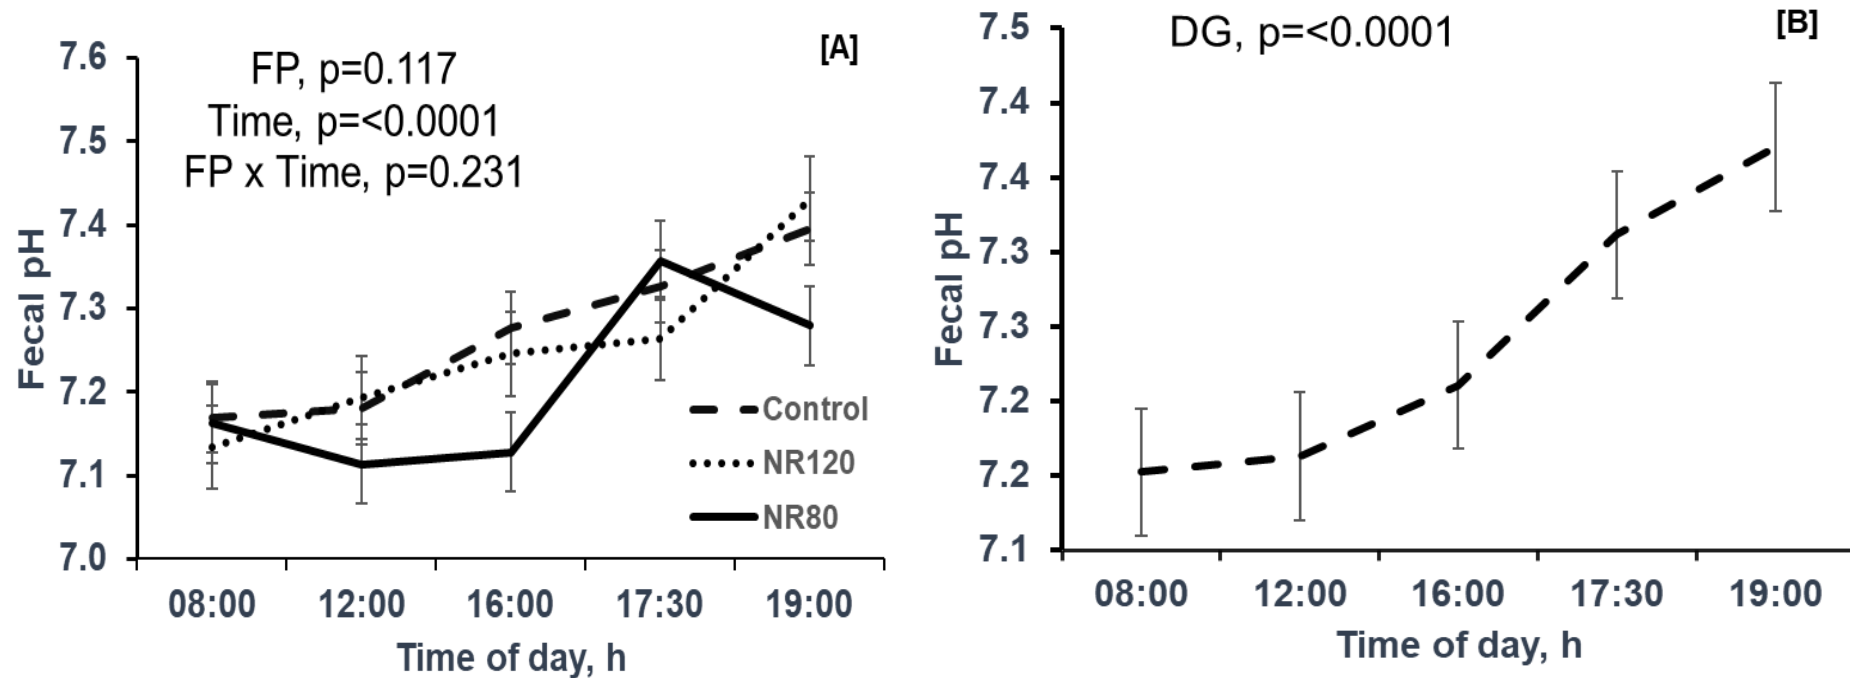 [A]
FP, p=0.117
Time, p=<0.0001
FP x Time, p=0.231
Fecal pH
7.6
7.5
7.4
7.3
7.2
7.1
7.0
Control
NR120
NR80
08:00 12:00 16:00 17:30 19:00
Time of day, h
[B]
DG, p=<0.0001
Fecal pH
7.5
7.4
7.4
7.3
7.3
7.2
7.2
7.1
08:00 12:00 16:00 17:30 19:00
Time of day, h